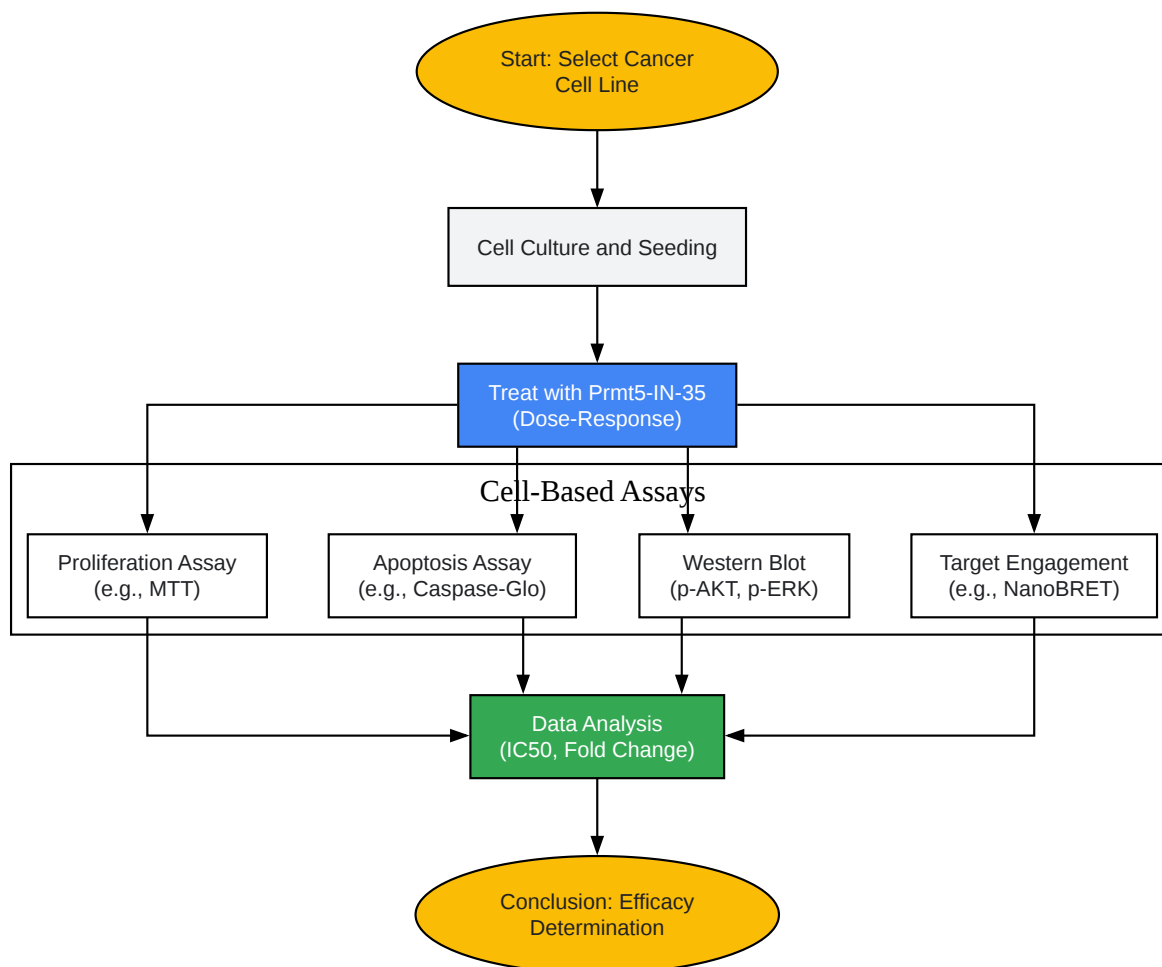 Start: Select Cancer
Cell Line
Cell Culture and Seeding
Treat with Prmt5-IN-35
(Dose-Response)
Cell-Based Assays
Proliferation Assay
(e.g., MTT)
Apoptosis Assay
(e.g., Caspase-Glo)
Western Blot
(p-AKT, p-ERK)
Target Engagement
(e.g., NanoBRET)
Data Analysis
(IC50, Fold Change)
Conclusion: Efficacy
Determination